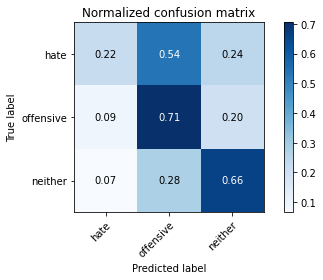 Normalized confusion matrix
True label
hate 0.22 0.54 0.24
offensive 0.09 0.71 0.20
neither 0.07 0.28 0.66
hate offensive neither
Predicted label
0.7
0.6
0.5
0.4
0.3
0.2
0.1